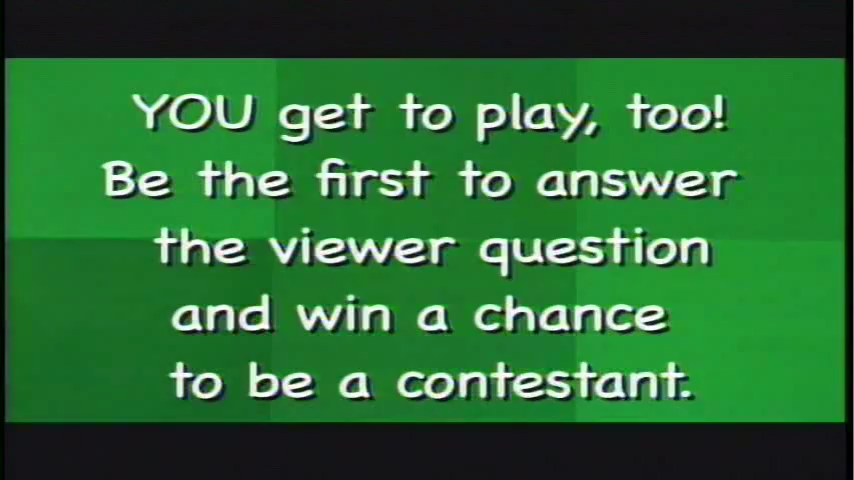 YOU get to play, too!
Be the first to answer
the viewer question
and win a chance
to be a contestant.